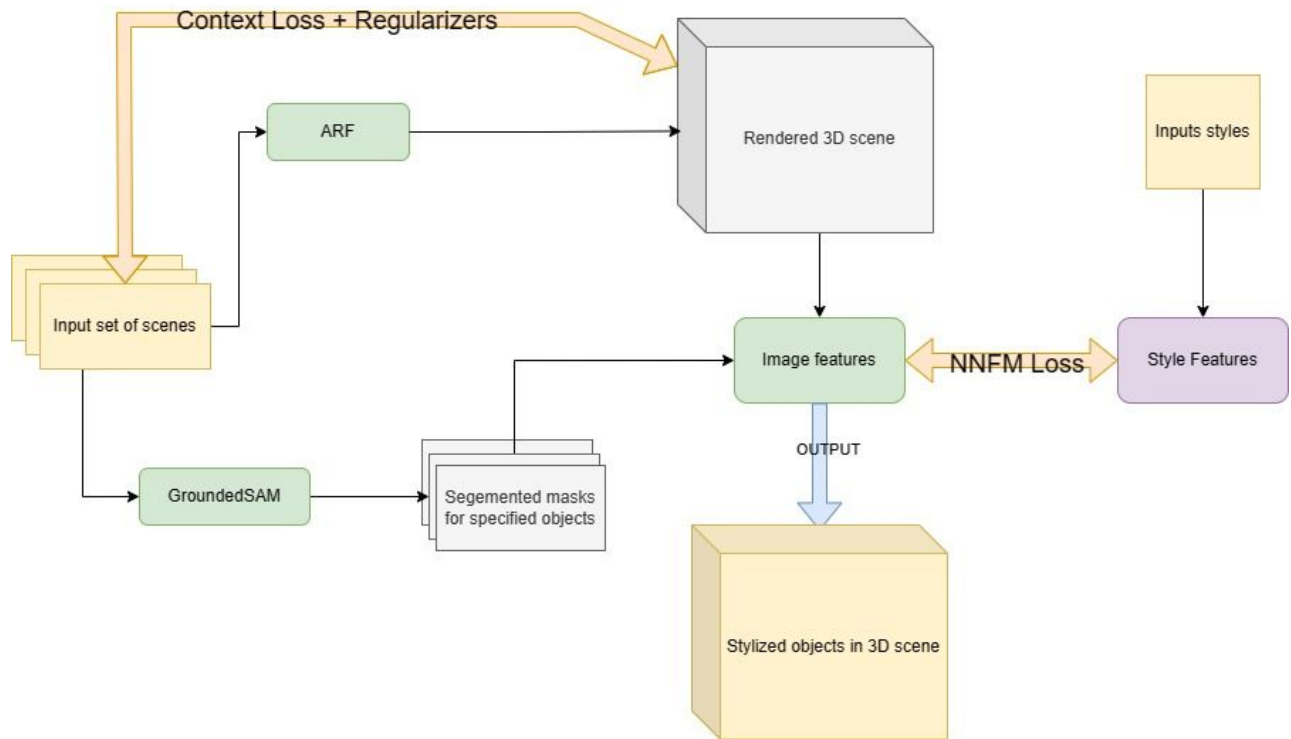 Context Loss + Regularizers
ARF
Rendered 3D scene
Inputs styles
Input set of scenes
Image features
NNFM Loss
Style Features
OUTPUT
GroundedSAM
Segemented masks
for specified objects
Stylized objects in 3D scene